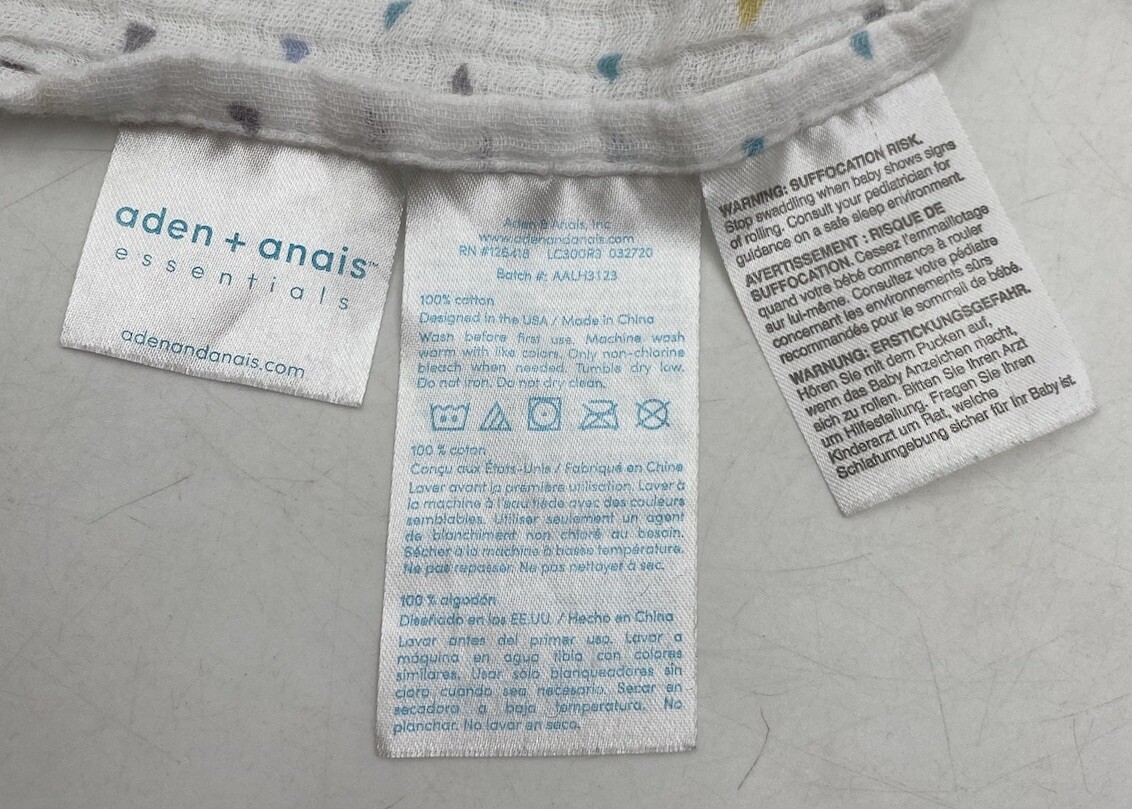 aden + anais™
essentials
adenandanais.com
Aden & Anais, Inc
www.adenandanais.com
RN #126418 LC300R3 032720
Batch #: AALH3123
100% cotton
Designed in the USA / Made in China
Wash before first use. Machine wash
warm with like colors. Only non-chlorine
bleach when needed. Tumble dry low.
Do not iron. Do not dry clean.
100 % coton
Conçu aux États-Unis / Fabriqué en Chine
Laver avant la première utilisation. Laver à
la machine à l'eau tiède avec des couleurs
semblables. Utiliser seulement un agent
de blanchiment non chloré au besoin.
Sécher à la machine à basse température.
Ne pas repasser. Ne pas nettoyer à sec.
100 % algodón
Diseñado en los EE.UU. / Hecho en China
Lavar antes del primer uso. Lavar a
máquina en agua tibia con colores
similares. Usar sólo blanqueadores sin
cloro cuando sea necesario. Secar en
secadora a baja temperatura. No
planchar. No lavar en seco.
WARNING: SUFFOCATION RISK.
Stop swaddling when baby shows signs
of rolling. Consult your pediatrician for
guidance on a safe sleep environment.
AVERTISSEMENT : RISQUE DE
SUFFOCATION. Cessez l'emmaillotage
quand votre bébé commence à rouler
sur lui-même. Consultez votre pédiatre
concernant les environnements sûrs
recommandés pour le sommeil de bébé.
WARNUNG: ERSTICKUNGSGEFAHR.
Hören Sie mit dem Pucken auf,
wenn das Baby Anzeichen macht,
sich zu rollen. Bitten Sie Ihren Arzt
um Hilfestallung. Fragen Sie Ihren
Kinderarzt um Rat, welche
Schlafumgebung sicher für Ihr Baby ist.